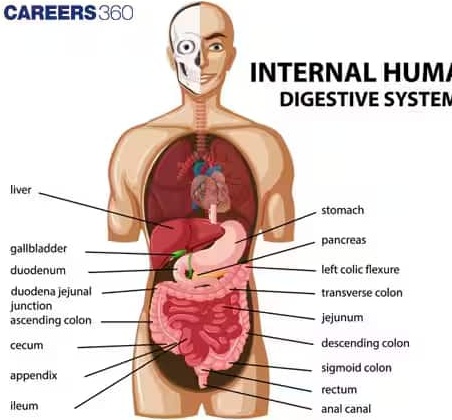 CAREERS360
INTERNAL HUMA
DIGESTIVE SYSTEM
liver
gallbladder
duodenum
duodena jejunal
junction
ascending colon
cecum
appendix
ileum
stomach
pancreas
left colic flexure
transverse colon
jejunum
descending colon
sigmoid colon
rectum
anal canal